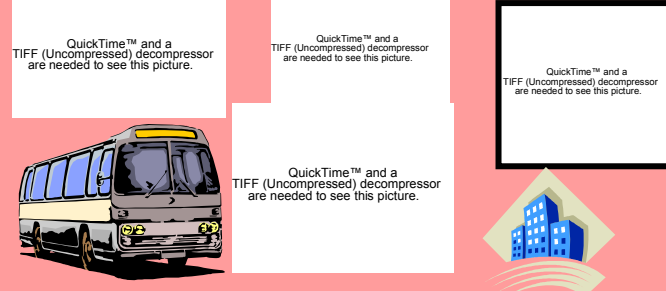 QuickTime™ and a
TIFF (Uncompressed) decompressor
are needed to see this picture.
QuickTime™ and a
TIFF (Uncompressed) decompressor
are needed to see this picture.
QuickTime™ and a
TIFF (Uncompressed) decompressor
are needed to see this picture.
QuickTime™ and a
TIFF (Uncompressed) decompressor
are needed to see this picture.